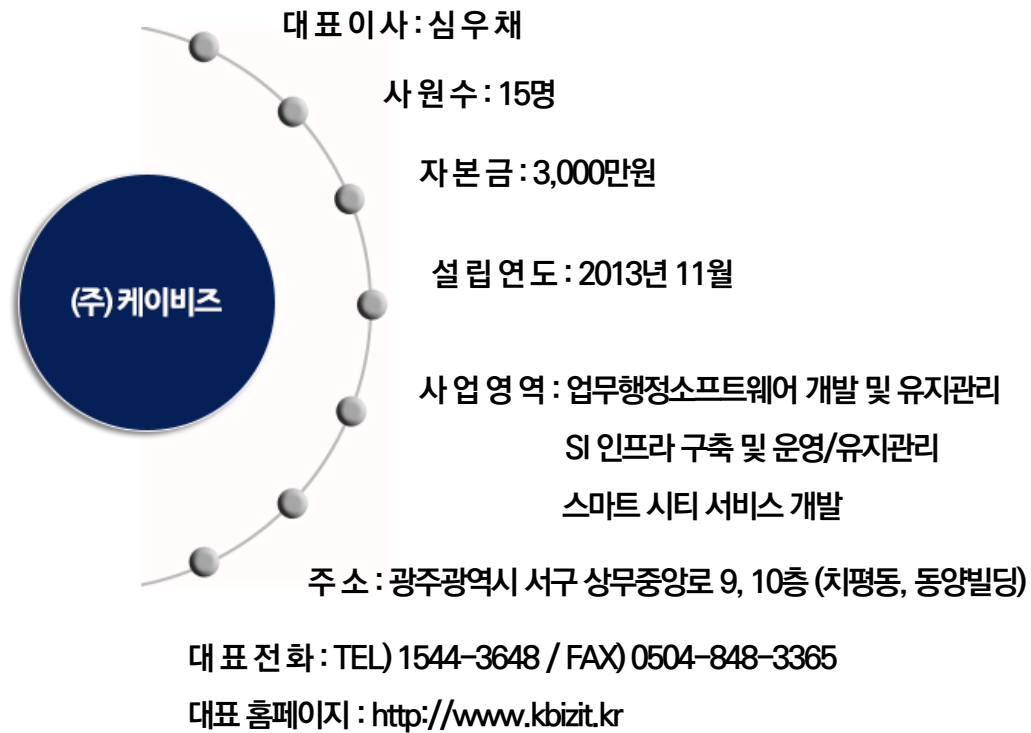 대표이사 : 심우채
사원수 : 15명
자본금 : 3,000만원
설립연도 : 2013년 11월
(주)케이비즈
사업영역 : 업무행정소프트웨어 개발 및 유지관리
SI 인프라 구축 및 운영/유지관리
스마트 시티 서비스 개발
주소 : 광주광역시 서구 상무중앙로 9, 10층 (치평동, 동양빌딩)
대표전화 : TEL) 1544-3648 / FAX) 0504-848-3365
대표 홈페이지 : http://www.kbizit.kr